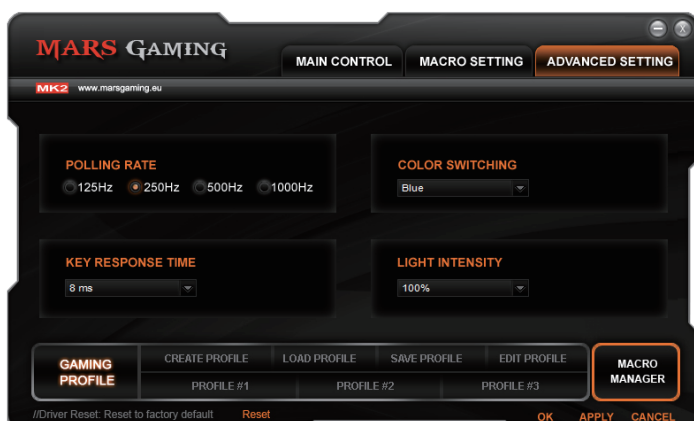 MARS GAMING
MAIN CONTROL MACRO SETTING ADVANCED SETTING
MK2 www.marsgaming.eu
POLLING RATE
125Hz 250Hz 500Hz 1000Hz
COLOR SWITCHING
Blue
KEY RESPONSE TIME
8 ms
LIGHT INTENSITY
100%
GAMING PROFILE
CREATE PROFILE LOAD PROFILE SAVE PROFILE EDIT PROFILE
PROFILE #1 PROFILE #2 PROFILE #3
MACRO MANAGER
//Driver Reset: Reset to factory default Reset
OK APPLY CANCEL